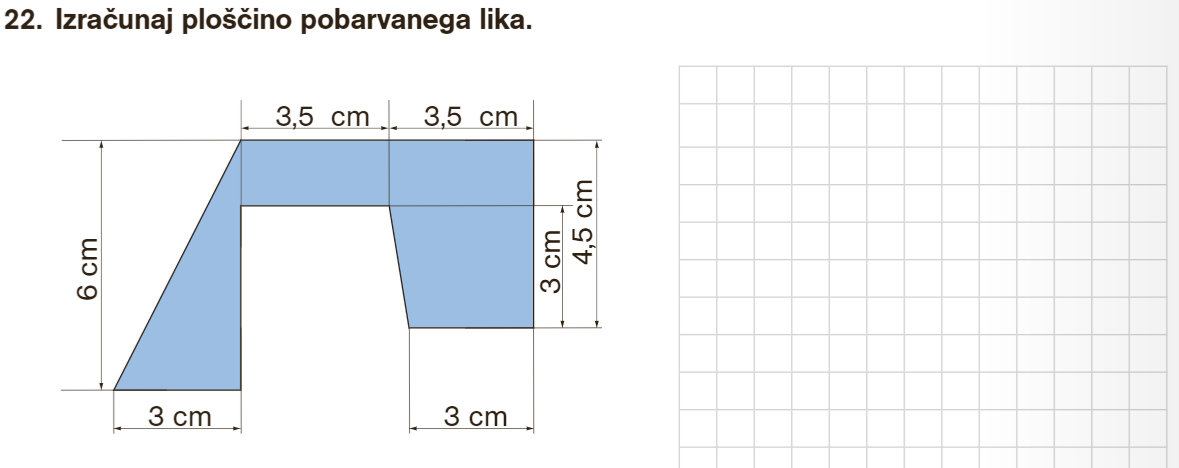 22. Izračunaj ploščino pobarvanega lika.
3,5 cm
3,5 cm
6 cm
3 cm
4,5 cm
3 cm
3 cm